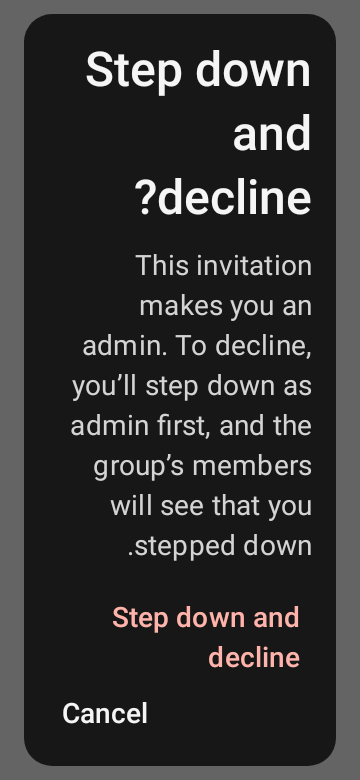 Step down
and
?decline
This invitation
makes you an
admin. To decline,
you’ll step down as
admin first, and the
group’s members
will see that you
.stepped down
Step down and
decline
Cancel